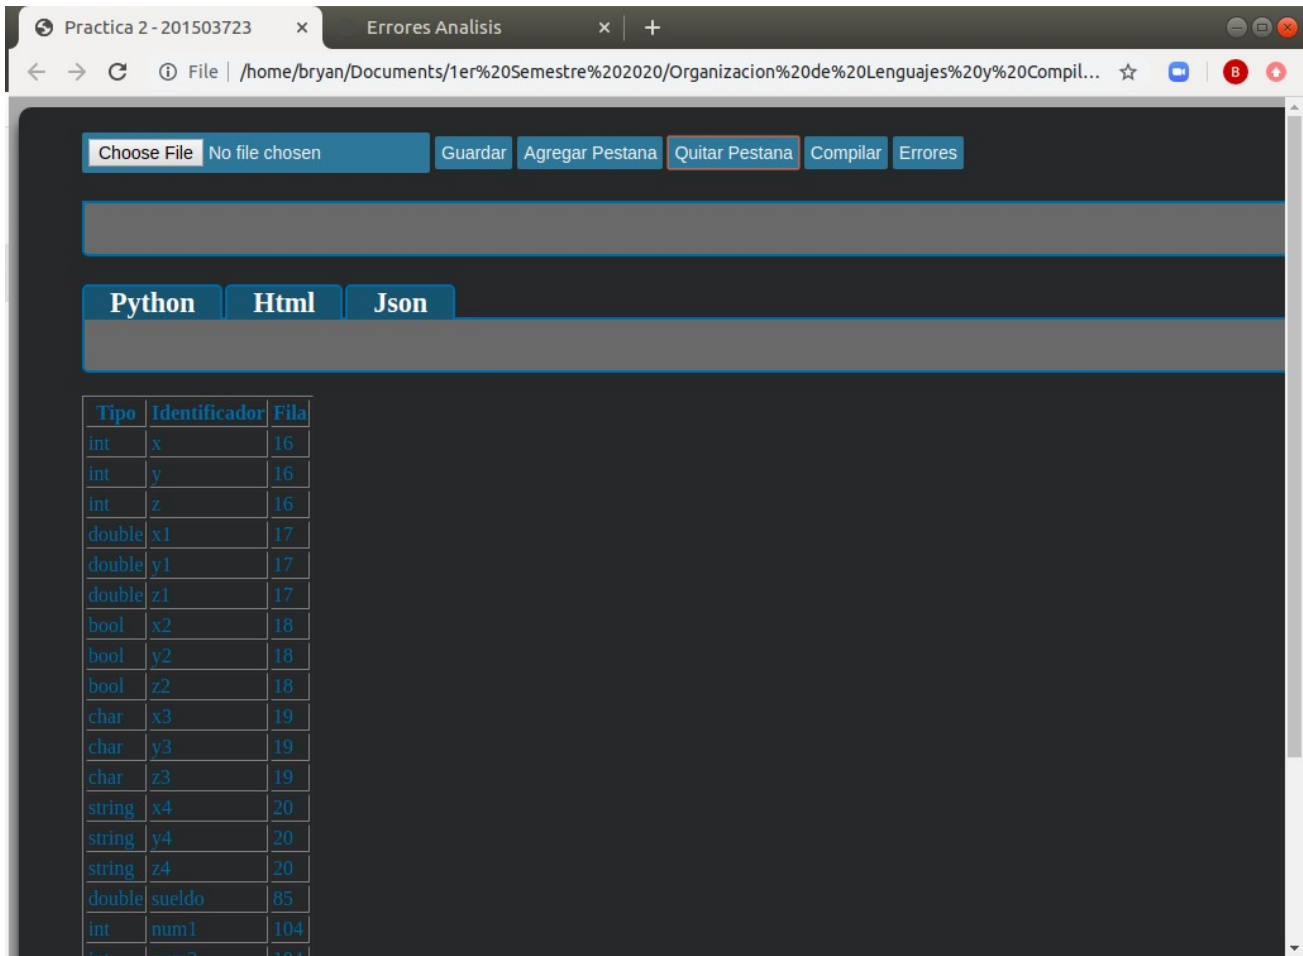 Practica 2 - 201503723 × Errores Analisis × +
File /home/bryan/Documents/1er%20Semestre%202020/Organizacion%20de%20Lenguajes%20y%20Compil... B
Choose File No file chosen Guardar Agregar Pestana Quitar Pestana Compilar Errores
Python Html Json
Tipo Identificador Fila
int x 16
int y 16
int z 16
double x1 17
double y1 17
double z1 17
bool x2 18
bool y2 18
bool z2 18
char x3 19
char y3 19
char z3 19
string x4 20
string y4 20
string z4 20
double sueldo 85
int num1 104